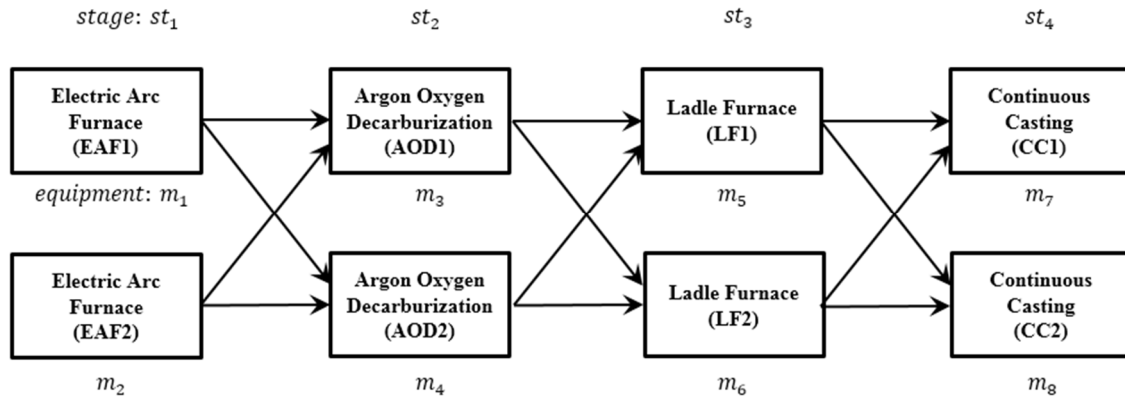 stage: st₁
st₂
st₃
st₄
Electric Arc
Furnace
(EAF1)
Argon Oxygen
Decarburization
(AOD1)
Ladle Furnace
(LF1)
Continuous
Casting
(CC1)
equipment: m₁
m₃
m₅
m₇
Electric Arc
Furnace
(EAF2)
Argon Oxygen
Decarburization
(AOD2)
Ladle Furnace
(LF2)
Continuous
Casting
(CC2)
m₂
m₄
m₆
m₈